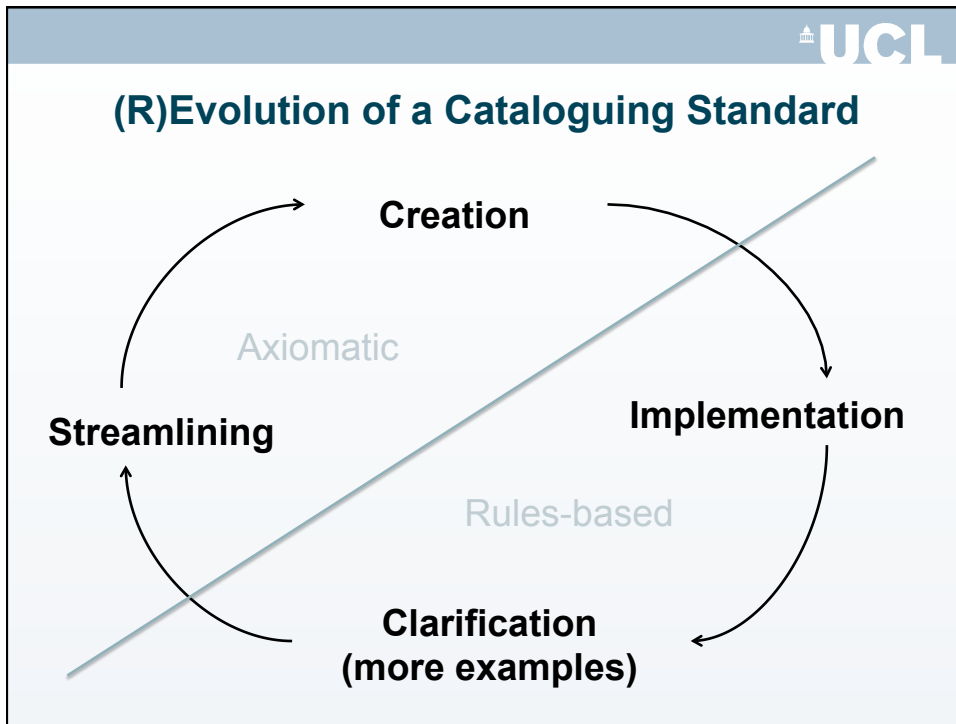 UCL
(R)Evolution of a Cataloguing Standard
Creation
Axiomatic
Implementation
Streamlining
Rules-based
Clarification
(more examples)